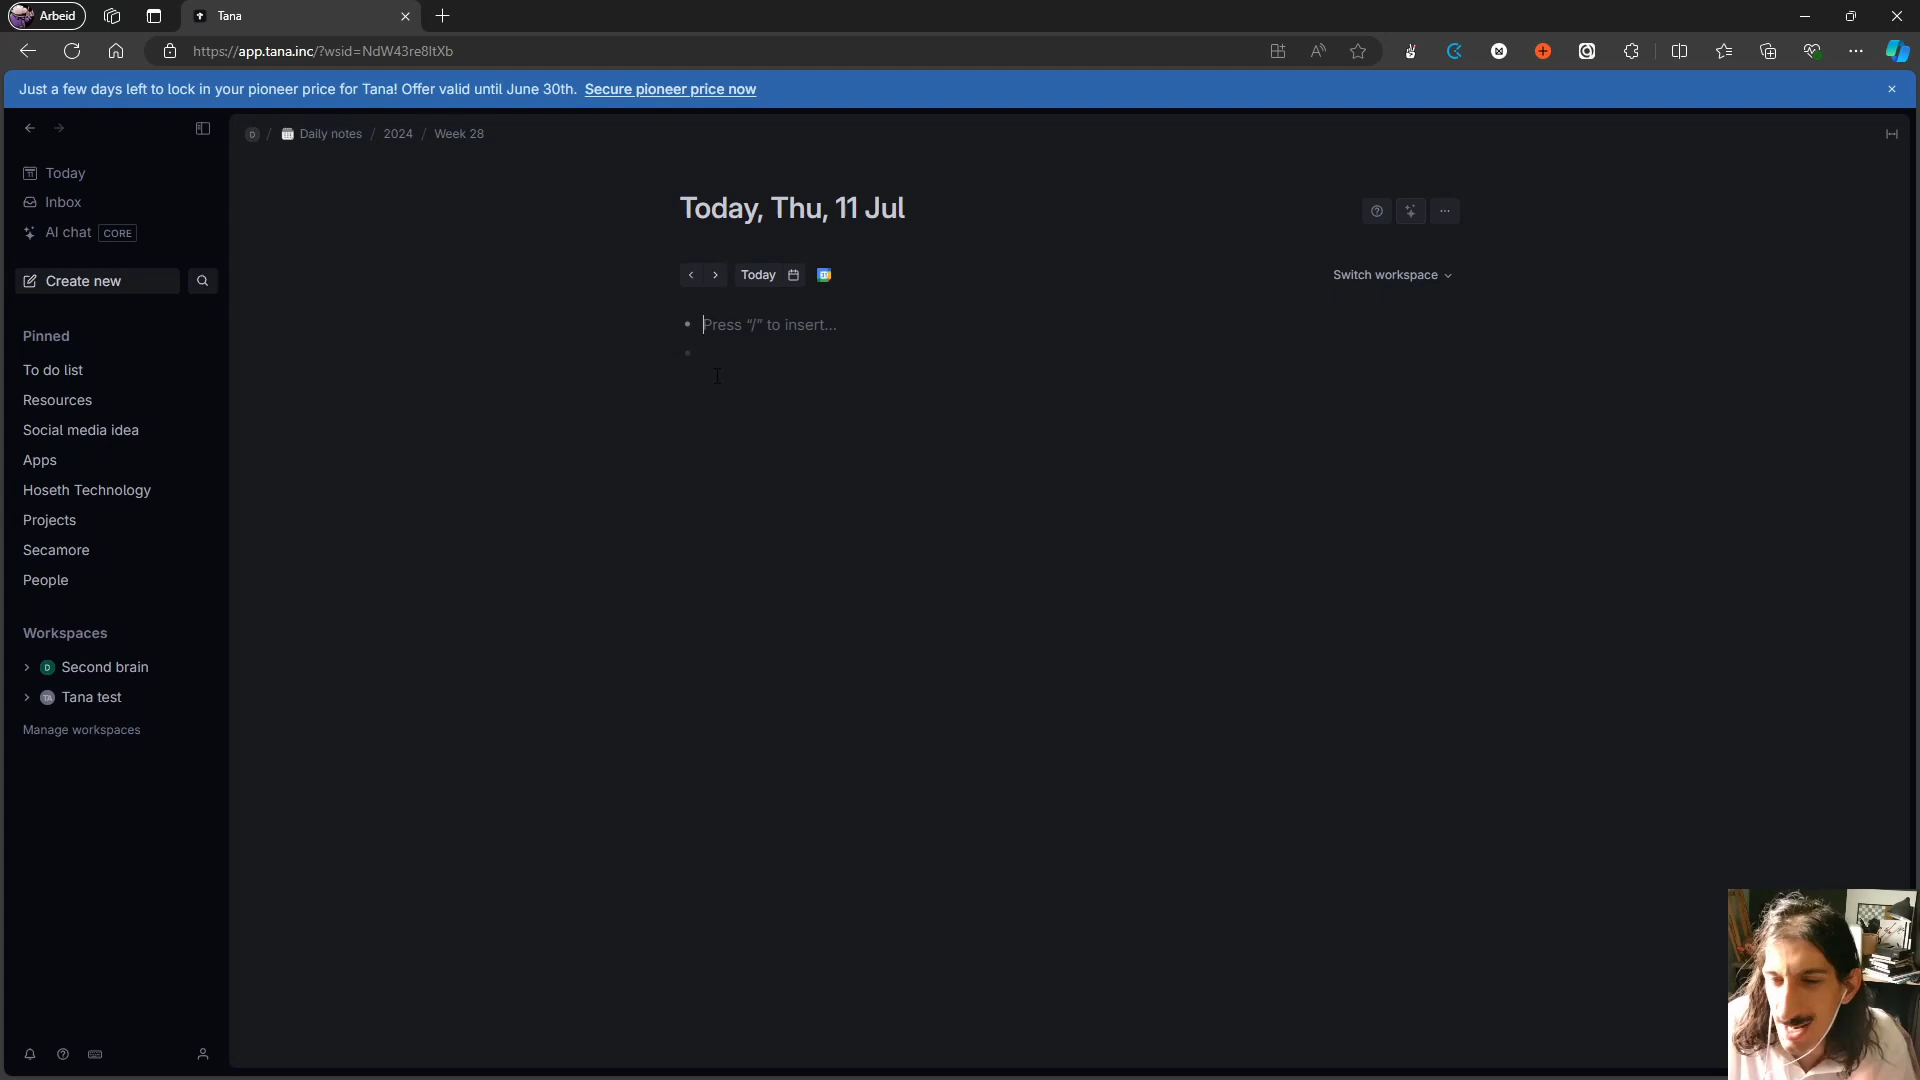 Arbeid
Tana
https://app.tana.inc/?wsid=NdW43re8ItXb
Just a few days left to lock in your pioneer price for Tana! Offer valid until June 30th. Secure pioneer price now
D / Daily notes / 2024 / Week 28
Today
Inbox
AI chat CORE
Create new
Pinned
To do list
Resources
Social media idea
Apps
Hoseth Technology
Projects
Secamore
People
Workspaces
D Second brain
TA Tana test
Manage workspaces
Today, Thu, 11 Jul
Today
Switch workspace
Press “/” to insert...